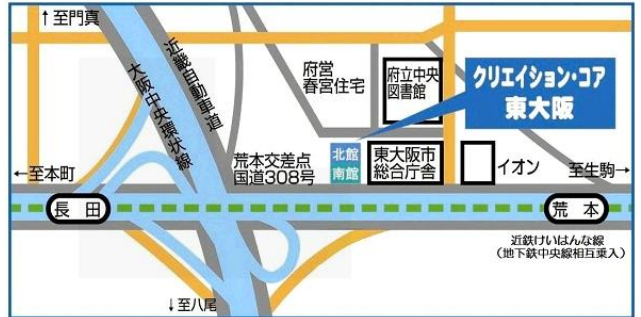 ↑至門真
近畿自動車道
大阪中央環状線
府営
春宮住宅
府立中央
図書館
クリエイション・コア
東大阪
←至本町
荒本交差点
国道308号
北館
南館
東大阪市
総合庁舎
イオン
至生駒→
長田
荒本
近鉄けいはんな線
（地下鉄中央線相互乗入）
↓至八尾